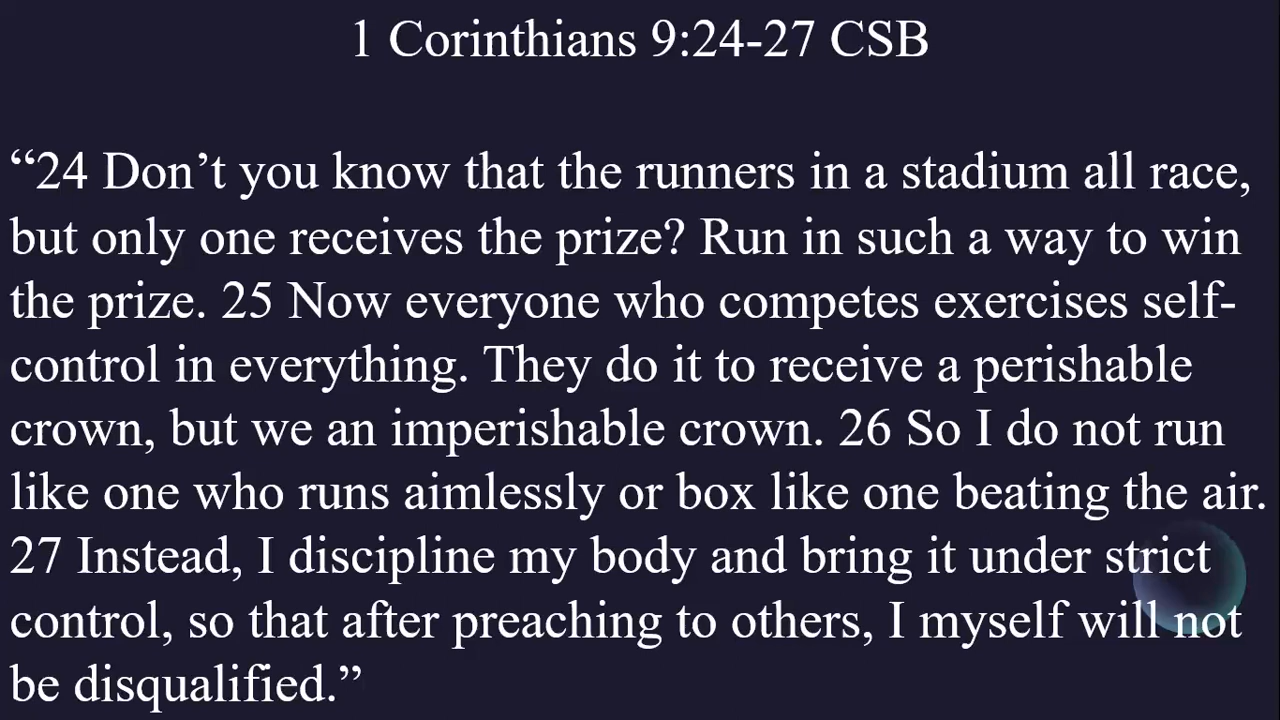 1 Corinthians 9:24-27 CSB
“24 Don’t you know that the runners in a stadium all race,
but only one receives the prize? Run in such a way to win
the prize. 25 Now everyone who competes exercises self-
control in everything. They do it to receive a perishable
crown, but we an imperishable crown. 26 So I do not run
like one who runs aimlessly or box like one beating the air.
27 Instead, I discipline my body and bring it under strict
control, so that after preaching to others, I myself will not
be disqualified.”